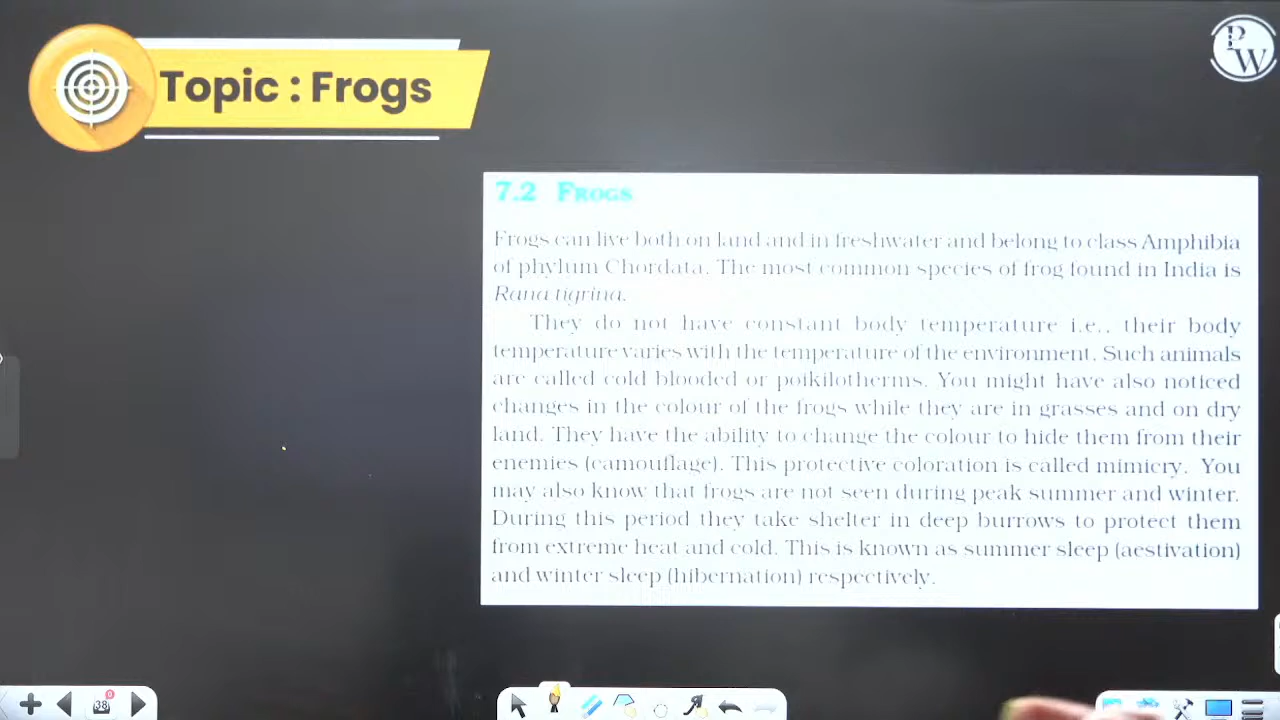 Topic : Frogs
PW
7.2 FROGS
Frogs can live both on land and in freshwater and belong to class Amphibia
of phylum Chordata. The most common species of frog found in India is
Rana tigrina.
They do not have constant body temperature i.e., their body
temperature varies with the temperature of the environment. Such animals
are called cold blooded or poikilotherms. You might have also noticed
changes in the colour of the frogs while they are in grasses and on dry
land. They have the ability to change the colour to hide them from their
enemies (camouflage). This protective coloration is called mimicry. You
may also know that frogs are not seen during peak summer and winter.
During this period they take shelter in deep burrows to protect them
from extreme heat and cold. This is known as summer sleep (aestivation)
and winter sleep (hibernation) respectively.
38
0